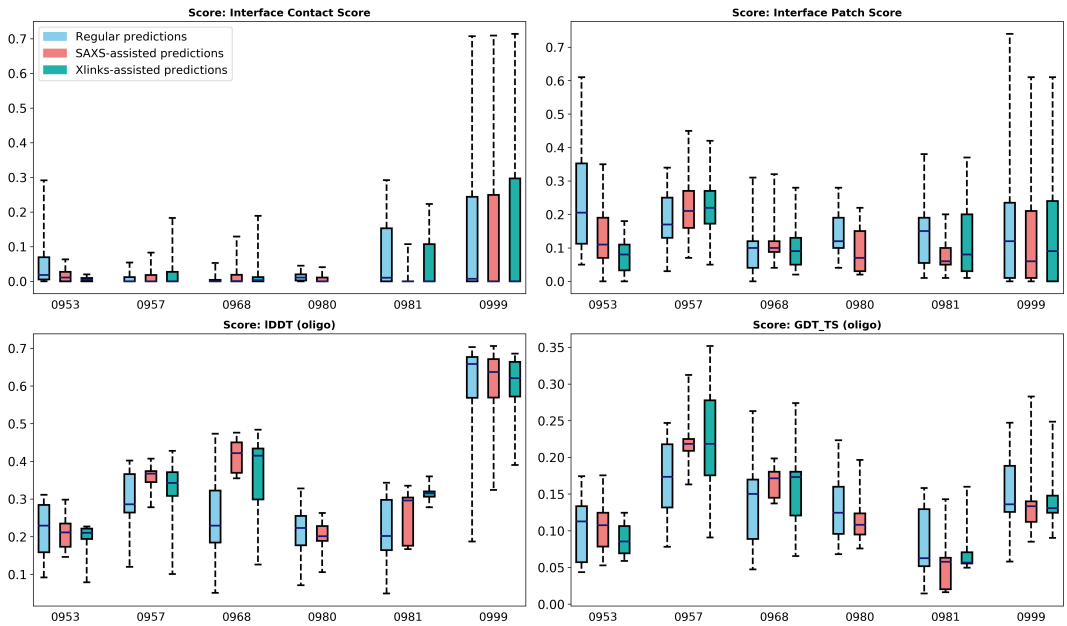 Score: Interface Contact Score
0.7
0.6
0.5
0.4
0.3
0.2
0.1
0.0
Regular predictions
SAXS-assisted predictions
Xlinks-assisted predictions
0953 0957 0968 0980 0981 0999
Score: Interface Patch Score
0.7
0.6
0.5
0.4
0.3
0.2
0.1
0.0
0953 0957 0968 0980 0981 0999
Score: lDDT (oligo)
0.7
0.6
0.5
0.4
0.3
0.2
0.1
0953 0957 0968 0980 0981 0999
Score: GDT_TS (oligo)
0.35
0.30
0.25
0.20
0.15
0.10
0.05
0.00
0953 0957 0968 0980 0981 0999